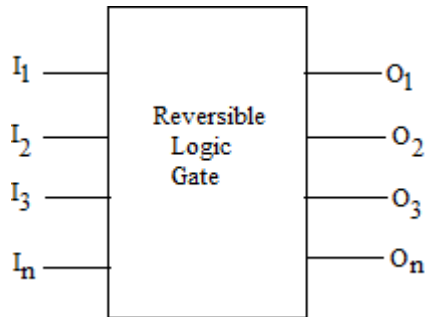 I1
I2
I3
In
Reversible
Logic
Gate
O1
O2
O3
On